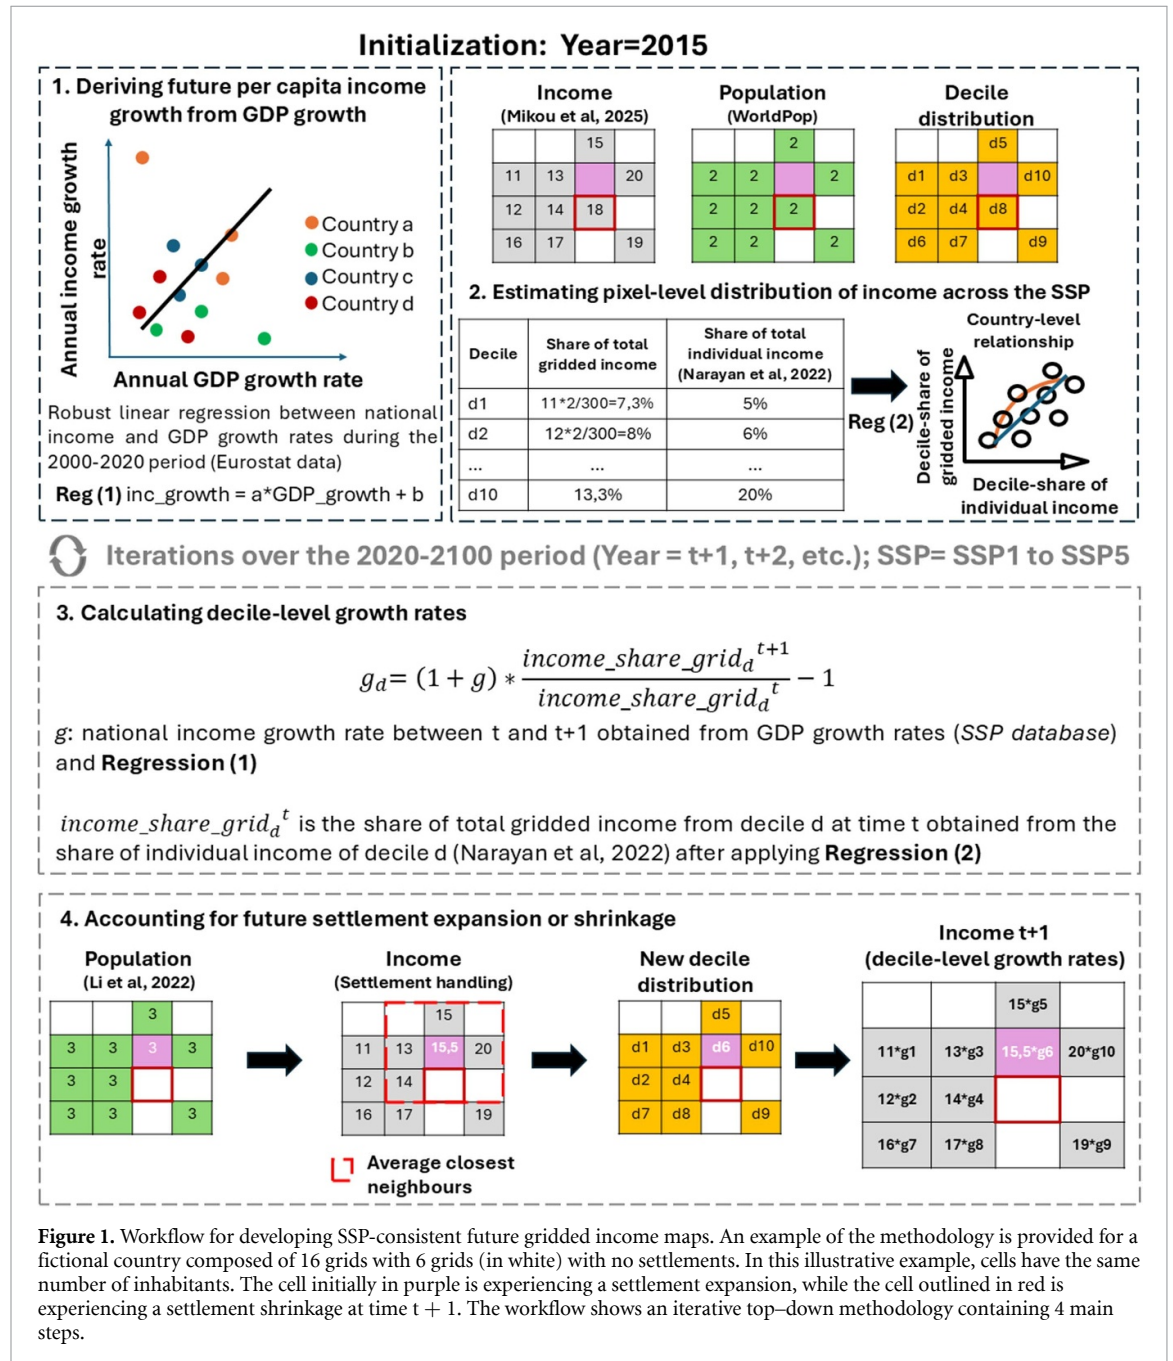 Initialization: Year=2015
1. Deriving future per capita income
growth from GDP growth
Annual income growth
rate
Country a
Country b
Country c
Country d
Annual GDP growth rate
Robust linear regression between national
income and GDP growth rates during the
2000-2020 period (Eurostat data)
Reg (1) inc_growth = a*GDP_growth + b
Income
(Mikou et al, 2025)
15
11 13 20
12 14 18
16 17 19
Population
(WorldPop)
2
2 2 2
2 2 2
2 2 2
Decile
distribution
d5
d1 d3 d10
d2 d4 d8
d6 d7 d9
2. Estimating pixel-level distribution of income across the SSP
Decile
Share of total
gridded income
Share of total
individual income
(Narayan et al, 2022)
d1 11*2/300=7,3% 5%
d2 12*2/300=8% 6%
... ... ...
d10 13,3% 20%
Reg (2)
Country-level
relationship
Decile-share of
gridded income
Decile-share of
individual income
Iterations over the 2020-2100 period (Year = t+1, t+2, etc.); SSP= SSP1 to SSP5
3. Calculating decile-level growth rates
g_d= (1 + g) * income_share_grid_d^{t+1} / income_share_grid_d^t − 1
g: national income growth rate between t and t+1 obtained from GDP growth rates (SSP database)
and Regression (1)
income_share_grid_d^t is the share of total gridded income from decile d at time t obtained from the
share of individual income of decile d (Narayan et al, 2022) after applying Regression (2)
4. Accounting for future settlement expansion or shrinkage
Population
(Li et al, 2022)
3
3 3 3 3
3 3
3 3 3
Income
(Settlement handling)
15
11 13 15,5 20
12 14
16 17 19
Average closest
neighbours
New decile
distribution
d5
d1 d3 d6 d10
d2 d4
d7 d8 d9
Income t+1
(decile-level growth rates)
15*g5
11*g1 13*g3 15,5*g6 20*g10
12*g2 14*g4
16*g7 17*g8 19*g9
Figure 1. Workflow for developing SSP-consistent future gridded income maps. An example of the methodology is provided for a
fictional country composed of 16 grids with 6 grids (in white) with no settlements. In this illustrative example, cells have the same
number of inhabitants. The cell initially in purple is experiencing a settlement expansion, while the cell outlined in red is
experiencing a settlement shrinkage at time t + 1. The workflow shows an iterative top–down methodology containing 4 main
steps.